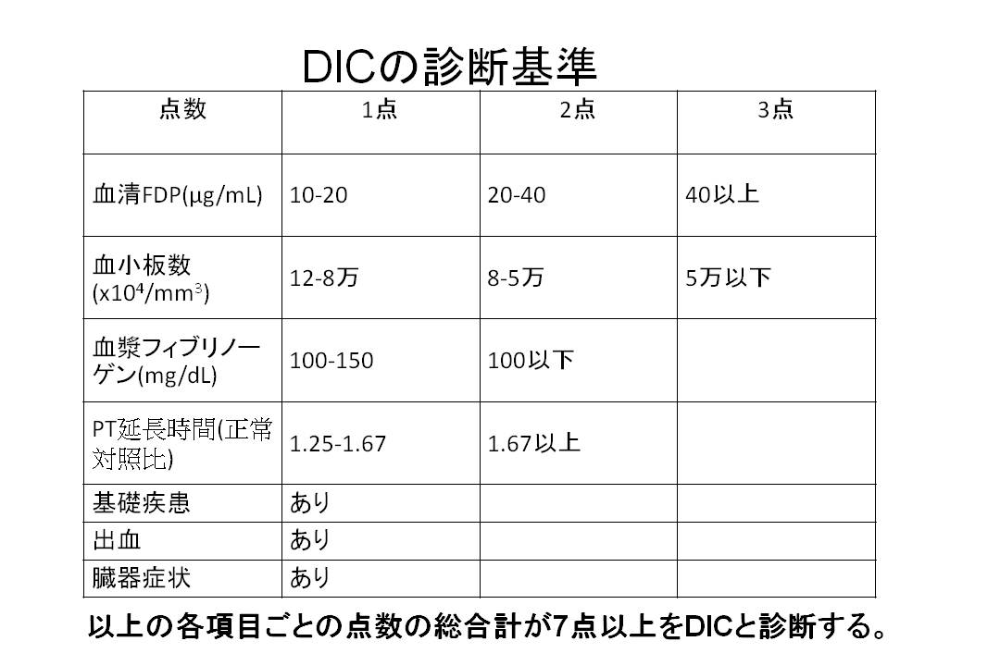 DICの診断基準
点数 1点 2点 3点
血清FDP(μg/mL) 10-20 20-40 40以上
血小板数
(x10⁴/mm³) 12-8万 8-5万 5万以下
血漿フィブリノー
ゲン(mg/dL) 100-150 100以下
PT延長時間(正常
対照比) 1.25-1.67 1.67以上
基礎疾患 あり
出血 あり
臓器症状 あり
以上の各項目ごとの点数の総合計が7点以上をDICと診断する。